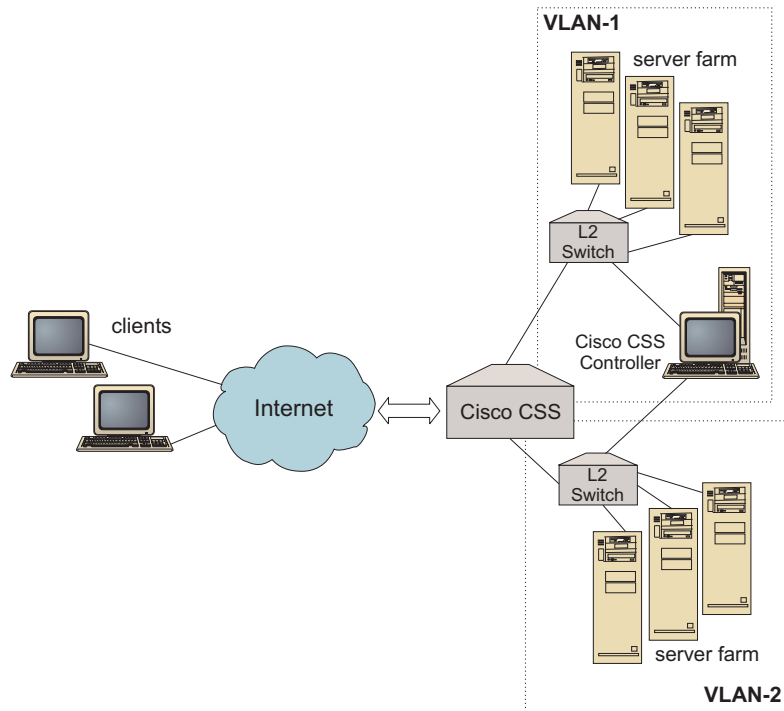 VLAN-1
server farm
L2
Switch
clients
Cisco CSS
Controller
Internet
Cisco CSS
L2
Switch
server farm
VLAN-2